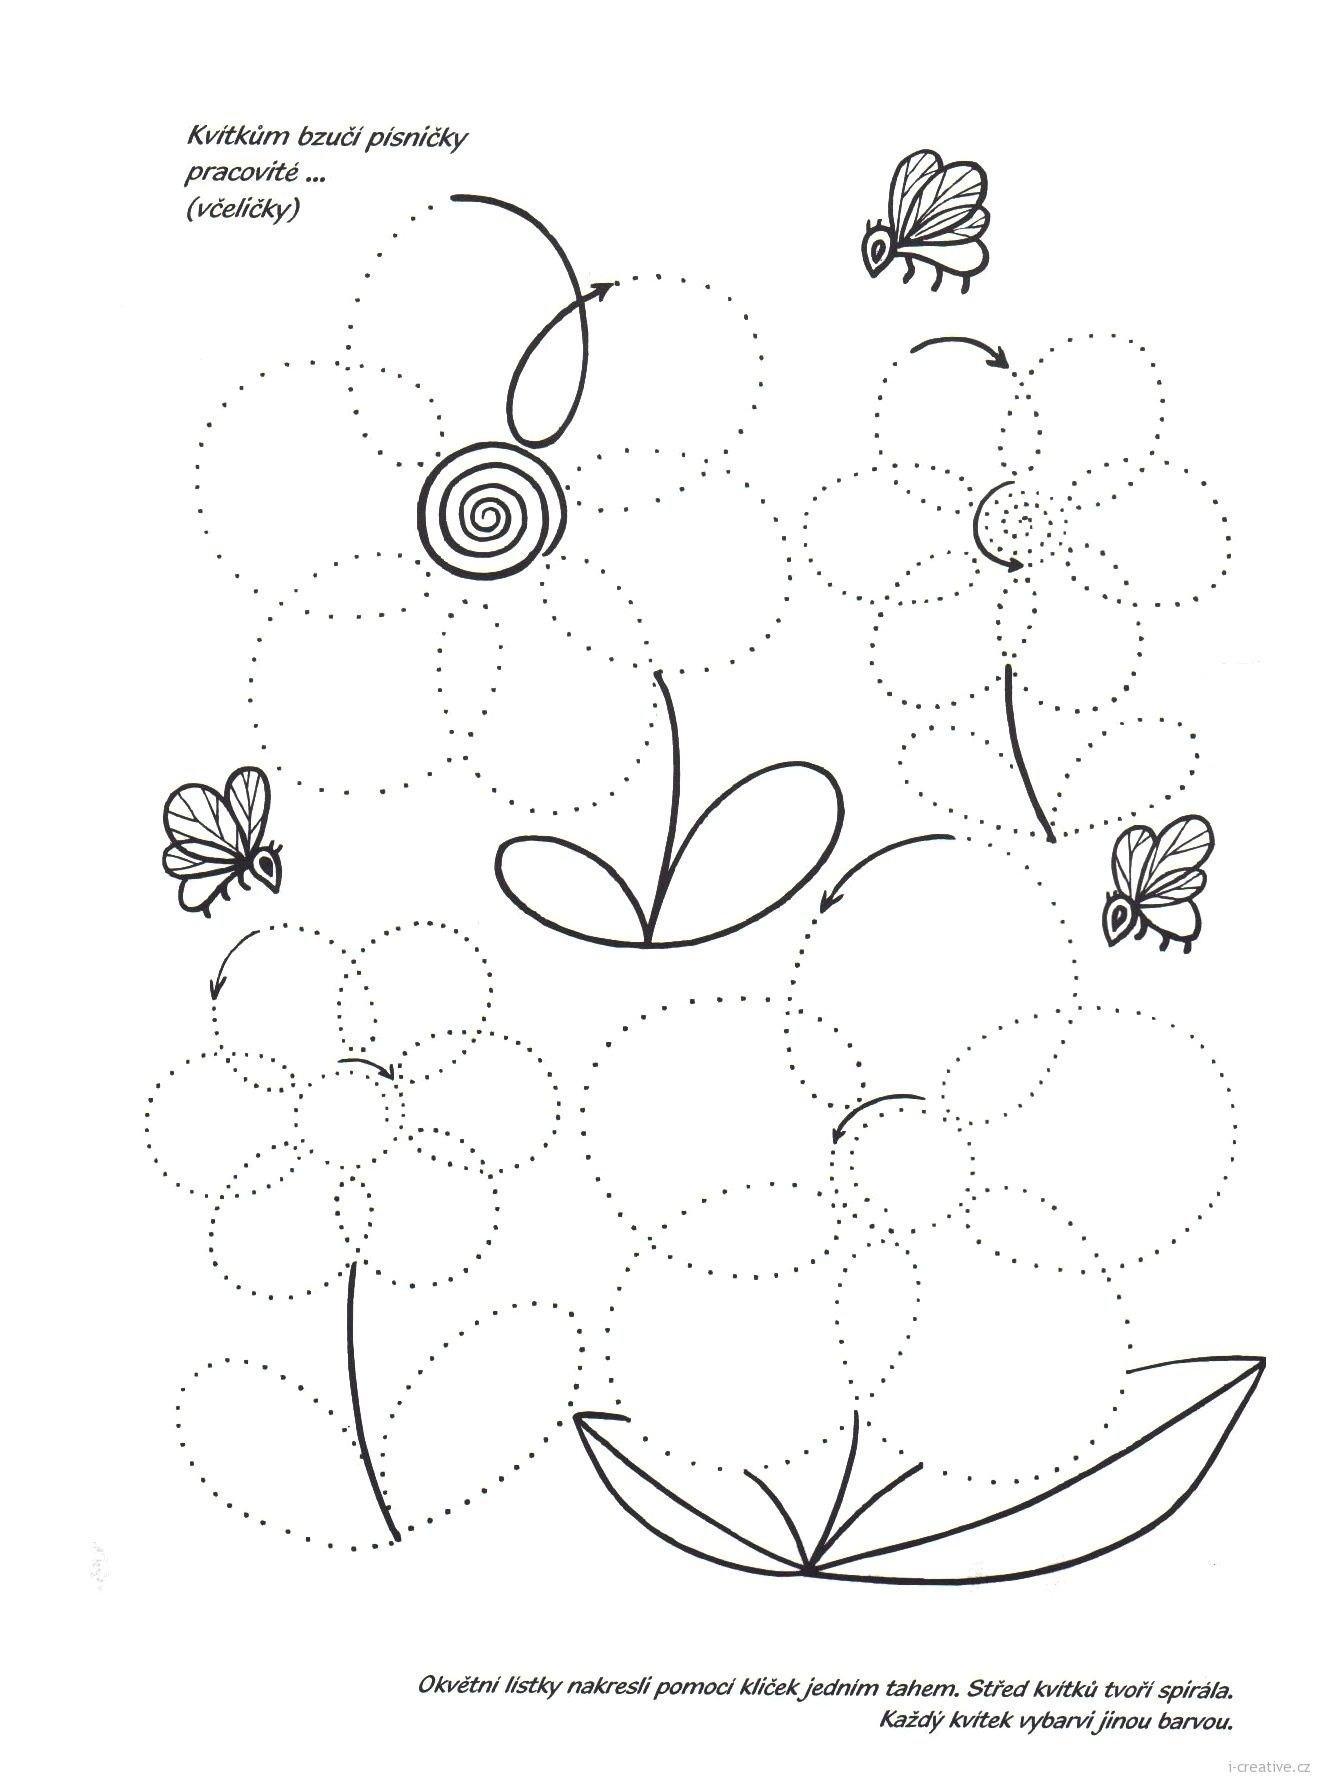 Kvítkům bzučí písničky
pracovité ...
(včeličky)
Okvětní lístky nakresli pomocí kliček jedním tahem. Střed kvítků tvoří spirála.
Každý kvítek vybarvi jinou barvou.
i-creative.cz